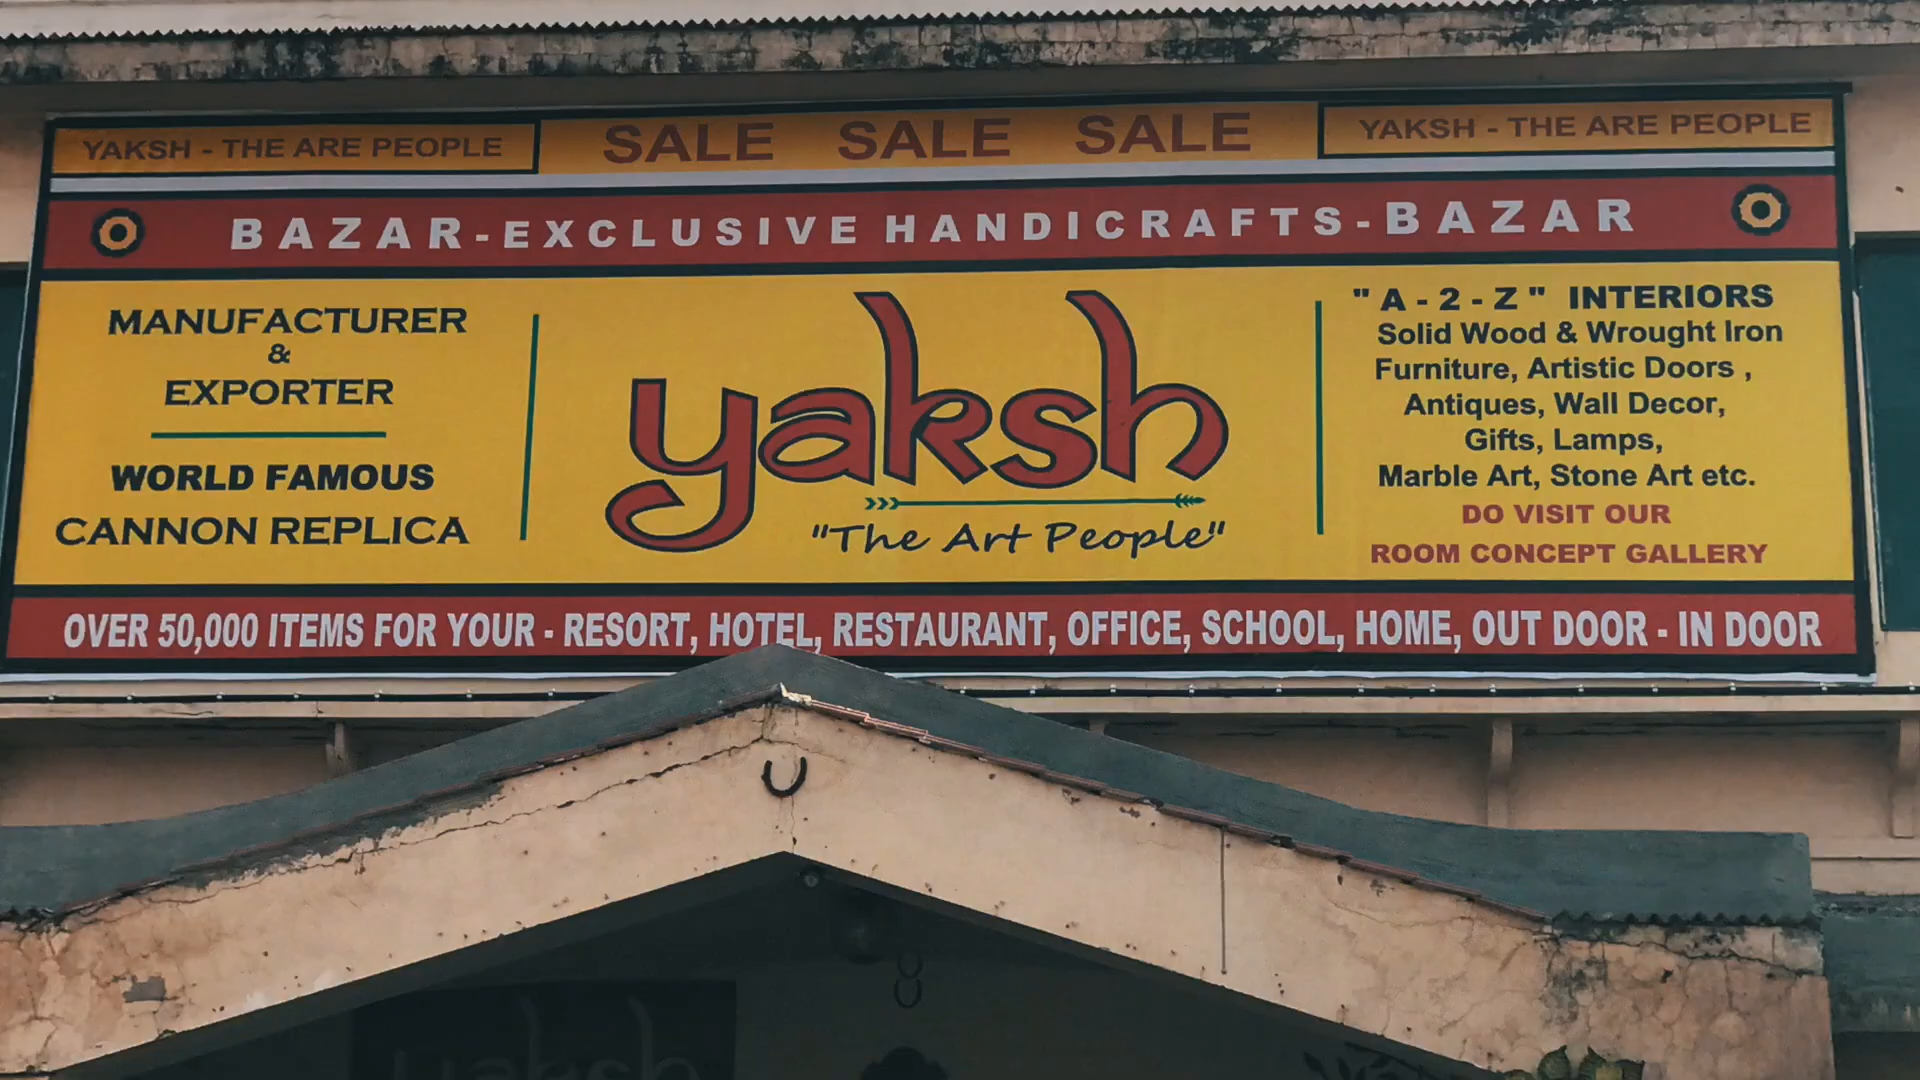 YAKSH - THE ARE PEOPLE
SALE SALE SALE
YAKSH - THE ARE PEOPLE
BAZAR-EXCLUSIVE HANDICRAFTS-BAZAR
MANUFACTURER
&
EXPORTER
WORLD FAMOUS
CANNON REPLICA
yaksh
"The Art People"
"A-2-Z" INTERIORS
Solid Wood & Wrought Iron
Furniture, Artistic Doors ,
Antiques, Wall Decor,
Gifts, Lamps,
Marble Art, Stone Art etc.
DO VISIT OUR
ROOM CONCEPT GALLERY
OVER 50,000 ITEMS FOR YOUR - RESORT, HOTEL, RESTAURANT, OFFICE, SCHOOL, HOME, OUT DOOR - IN DOOR
yaksh